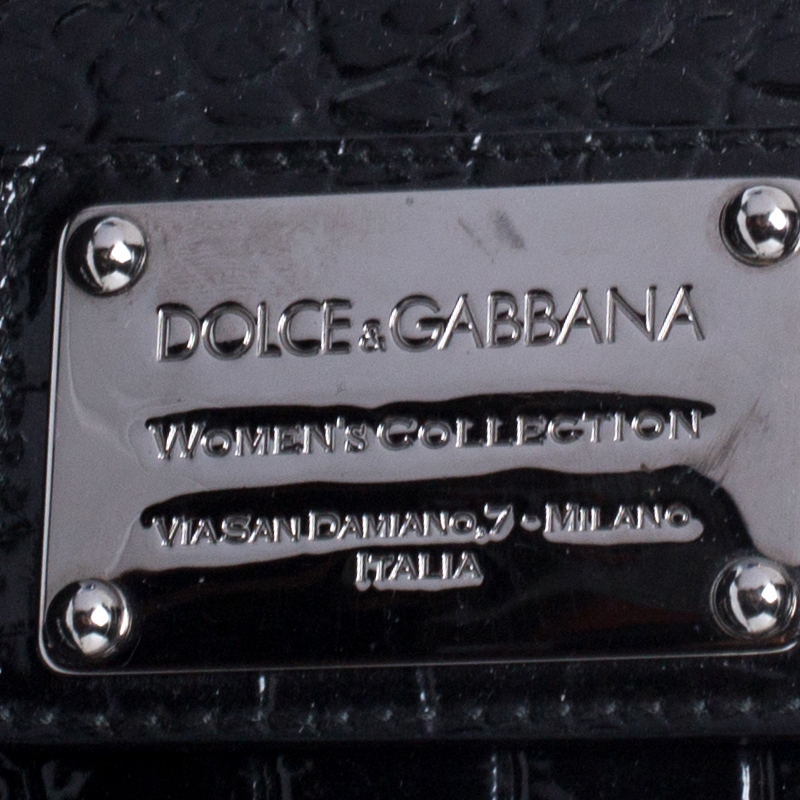 DOLCE&GABBANA
WOMEN'S COLLECTION
VIA SAN DAMIANO,7 • MILANO
ITALIA